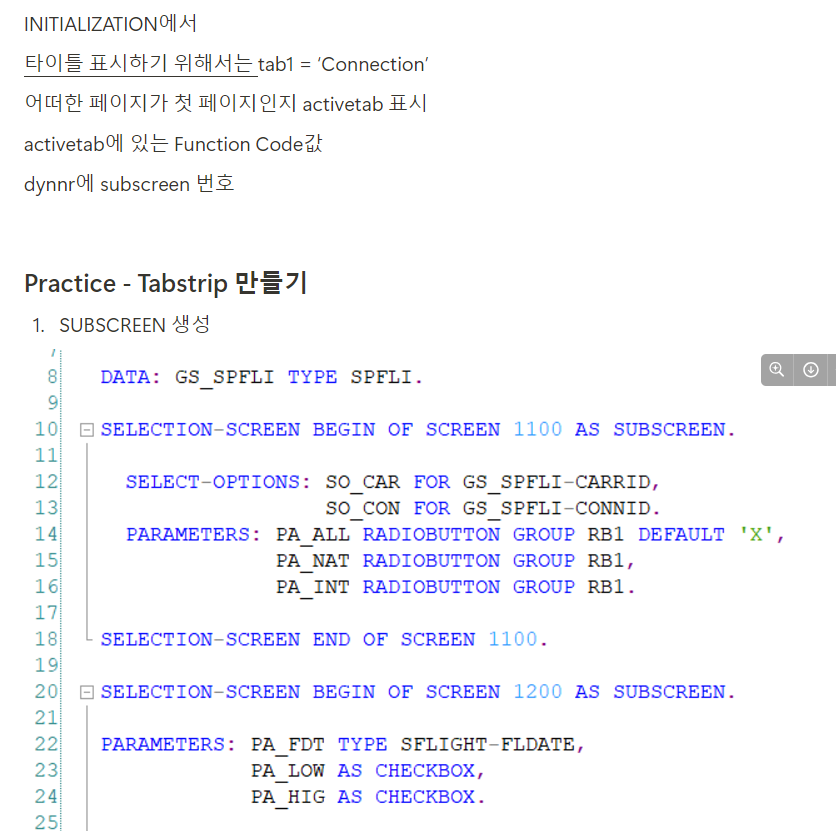 INITIALIZATION에서
타이틀 표시하기 위해서는 tab1 = ‘Connection’
어떠한 페이지가 첫 페이지인지 activetab 표시
activetab에 있는 Function Code값
dynnr에 subscreen 번호
Practice - Tabstrip 만들기
1. SUBSCREEN 생성
7
8 DATA: GS_SPFLI TYPE SPFLI.
9
10 SELECTION-SCREEN BEGIN OF SCREEN 1100 AS SUBSCREEN.
11
12 SELECT-OPTIONS: SO_CAR FOR GS_SPFLI-CARRID,
13 SO_CON FOR GS_SPFLI-CONNID.
14 PARAMETERS: PA_ALL RADIOBUTTON GROUP RB1 DEFAULT 'X',
15 PA_NAT RADIOBUTTON GROUP RB1,
16 PA_INT RADIOBUTTON GROUP RB1.
17
18 SELECTION-SCREEN END OF SCREEN 1100.
19
20 SELECTION-SCREEN BEGIN OF SCREEN 1200 AS SUBSCREEN.
21
22 PARAMETERS: PA_FDT TYPE SFLIGHT-FLDATE,
23 PA_LOW AS CHECKBOX,
24 PA_HIG AS CHECKBOX.
25